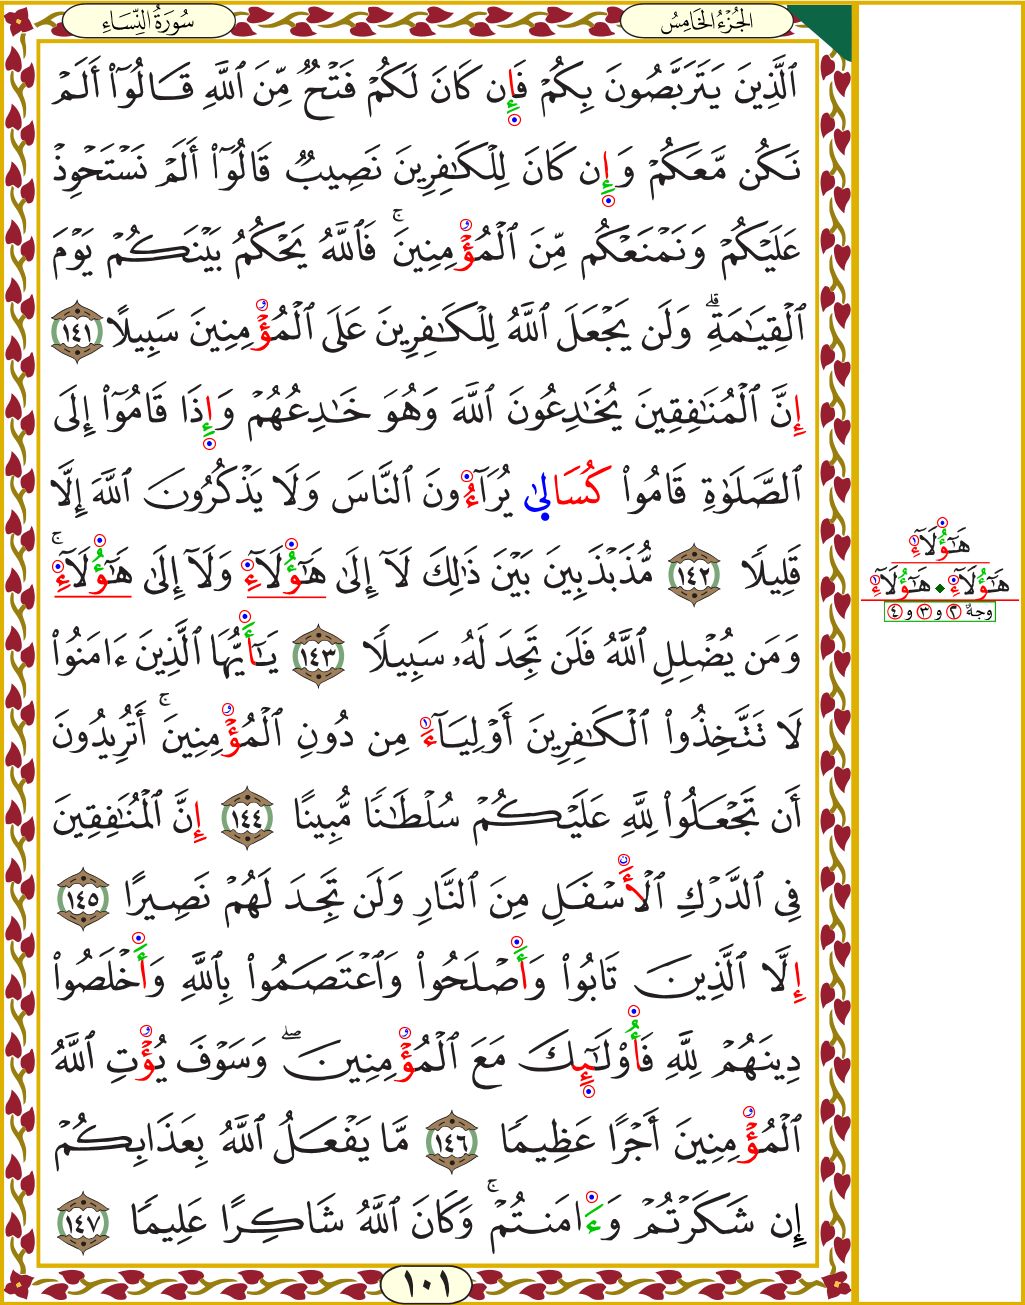 الجُزْءُ الخَامِسُ
سُورَةُ النِّسَاءِ
ٱلَّذِينَ يَتَرَبَّصُونَ بِكُمۡ فَإِن كَانَ لَكُمۡ فَتۡحٌ مِّنَ ٱللَّهِ قَالُوٓاْ أَلَمۡ
نَكُن مَّعَكُمۡ وَإِن كَانَ لِلۡكَٰفِرِينَ نَصِيبٌ قَالُوٓاْ أَلَمۡ نَسۡتَحۡوِذۡ
عَلَيۡكُمۡ وَنَمۡنَعۡكُم مِّنَ ٱلۡمُؤۡمِنِينَۚ فَٱللَّهُ يَحۡكُمُ بَيۡنَكُمۡ يَوۡمَ
ٱلۡقِيَٰمَةِۗ وَلَن يَجۡعَلَ ٱللَّهُ لِلۡكَٰفِرِينَ عَلَى ٱلۡمُؤۡمِنِينَ سَبِيلًا ١٤١
إِنَّ ٱلۡمُنَٰفِقِينَ يُخَٰدِعُونَ ٱللَّهَ وَهُوَ خَٰدِعُهُمۡ وَإِذَا قَامُوٓاْ إِلَى
ٱلصَّلَوٰةِ قَامُواْ كُسَالىٰ يُرَآءُونَ ٱلنَّاسَ وَلَا يَذۡكُرُونَ ٱللَّهَ إِلَّا
قَلِيلًا ١٤٢ مُّذَبۡذَبِينَ بَيۡنَ ذَٰلِكَ لَآ إِلَىٰ هَٰٓؤُلَآءِ وَلَآ إِلَىٰ هَٰٓؤُلَآءِۚ
وَمَن يُضۡلِلِ ٱللَّهُ فَلَن تَجِدَ لَهُۥ سَبِيلًا ١٤٣ يَٰٓأَيُّهَا ٱلَّذِينَ ءَامَنُواْ
لَا تَتَّخِذُواْ ٱلۡكَٰفِرِينَ أَوۡلِيَآءَ مِن دُونِ ٱلۡمُؤۡمِنِينَۚ أَتُرِيدُونَ
أَن تَجۡعَلُواْ لِلَّهِ عَلَيۡكُمۡ سُلۡطَٰنًا مُّبِينًا ١٤٤ إِنَّ ٱلۡمُنَٰفِقِينَ
فِي ٱلدَّرۡكِ ٱلۡأَسۡفَلِ مِنَ ٱلنَّارِ وَلَن تَجِدَ لَهُمۡ نَصِيرًا ١٤٥
إِلَّا ٱلَّذِينَ تَابُواْ وَأَصۡلَحُواْ وَٱعۡتَصَمُواْ بِٱللَّهِ وَأَخۡلَصُواْ
دِينَهُمۡ لِلَّهِ فَأُوْلَٰٓئِكَ مَعَ ٱلۡمُؤۡمِنِينَۖ وَسَوۡفَ يُؤۡتِ ٱللَّهُ
ٱلۡمُؤۡمِنِينَ أَجۡرًا عَظِيمًا ١٤٦ مَّا يَفۡعَلُ ٱللَّهُ بِعَذَابِكُمۡ
إِن شَكَرۡتُمۡ وَءَامَنتُمۡۚ وَكَانَ ٱللَّهُ شَاكِرًا عَلِيمًا ١٤٧
١٠١
هَٰٓؤُلَآءِ
هَٰٓؤُلَآءِ ◆ هَٰٓؤُلَآءِ
وجهٌ ٢ و ٣ و ٤